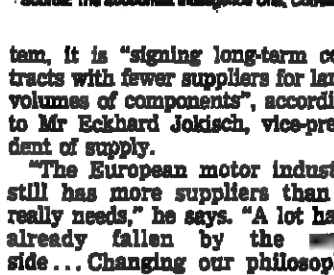 tem, it is “signing long-term co
tracts with fewer suppliers for lar
volumes of components”, accordi
to Mr Eckhard Jokisch, vice-pre
dent of supply.
“The European motor indust
still has more suppliers than
really needs,” he says. “A lot ha
already fallen by the
side... Changing our philosop